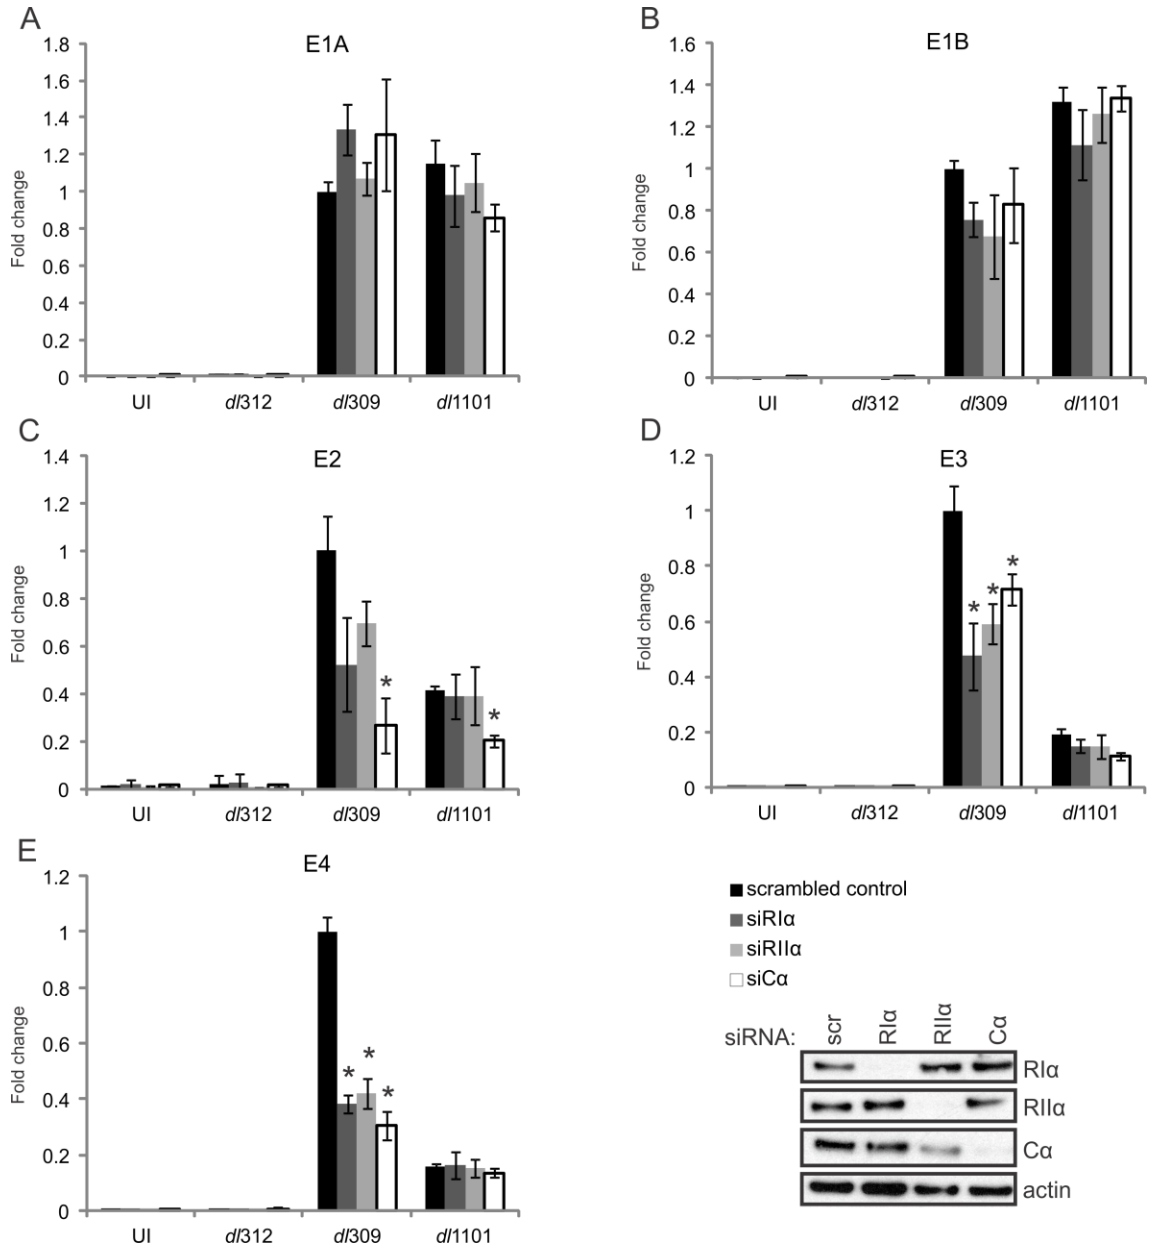 A
E1A
Fold change
1.8
1.6
1.4
1.2
1
0.8
0.6
0.4
0.2
0
UI
dl312
dl309
dl1101
B
E1B
Fold change
1.6
1.4
1.2
1
0.8
0.6
0.4
0.2
0
UI
dl312
dl309
dl1101
C
E2
Fold change
1.4
1.2
1
0.8
0.6
0.4
0.2
0
*
*
UI
dl312
dl309
dl1101
D
E3
Fold change
1.2
1
0.8
0.6
0.4
0.2
0
* * *
UI
dl312
dl309
dl1101
E
E4
Fold change
1.2
1
0.8
0.6
0.4
0.2
0
* * *
UI
dl312
dl309
dl1101
scrambled control
siRIα
siRIIα
siCα
siRNA: scr RIα RIIα Cα
RIα
RIIα
Cα
actin